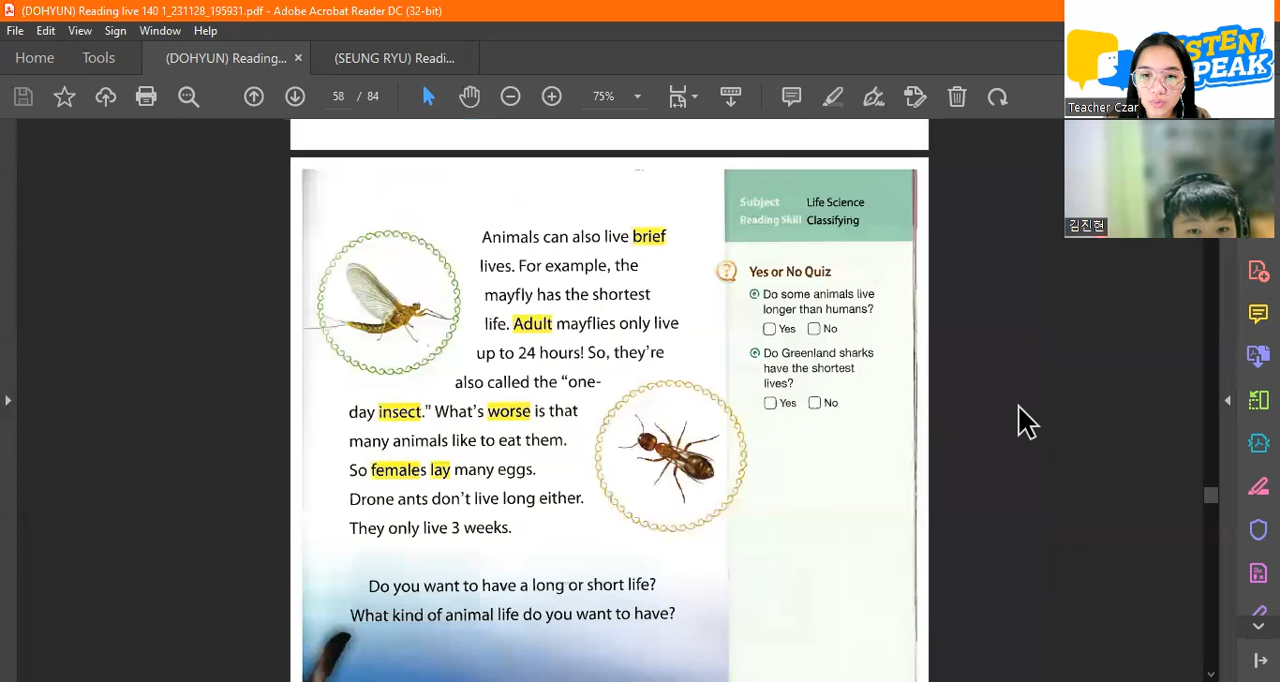 (DOHYUN) Reading live 140 1_231128_195931.pdf - Adobe Acrobat Reader DC (32-bit)
File Edit View Sign Window Help
Home Tools (DOHYUN) Reading... × (SEUNG RYU) Readi...
58 / 84 75%
Teacher Czar
김진현
Subject Life Science
Reading Skill Classifying
Animals can also live brief
lives. For example, the
mayfly has the shortest
life. Adult mayflies only live
up to 24 hours! So, they're
also called the "one-
day insect." What's worse is that
many animals like to eat them.
So females lay many eggs.
Drone ants don't live long either.
They only live 3 weeks.
Do you want to have a long or short life?
What kind of animal life do you want to have?
? Yes or No Quiz
Do some animals live
longer than humans?
Yes No
Do Greenland sharks
have the shortest
lives?
Yes No